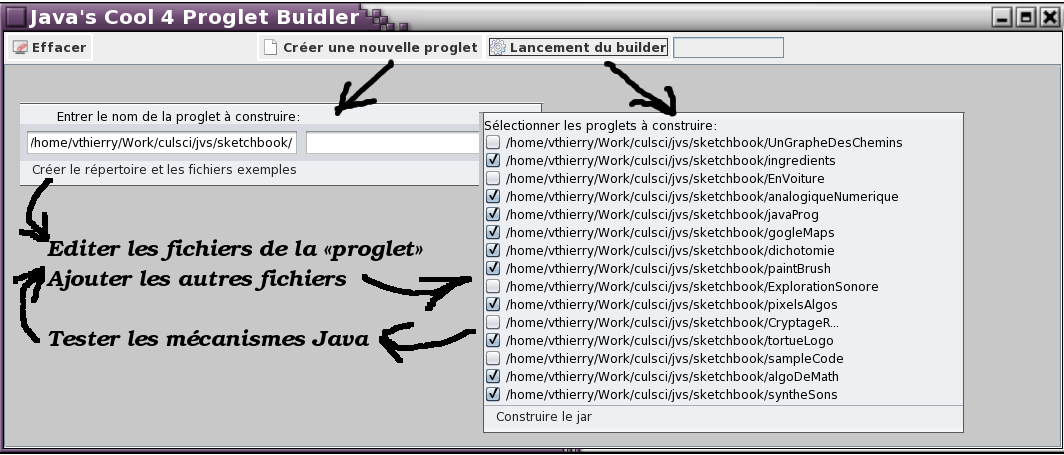 Java's Cool 4 Proglet Buidler
Effacer
Créer une nouvelle proglet
Lancement du builder
Entrer le nom de la proglet à construire:
/home/vthierry/Work/culsci/jvs/sketchbook/
Créer le répertoire et les fichiers exemples
Editer les fichiers de la «proglet»
Ajouter les autres fichiers
Tester les mécanismes Java
Sélectionner les proglets à construire:
/home/vthierry/Work/culsci/jvs/sketchbook/UnGrapheDesChemins
/home/vthierry/Work/culsci/jvs/sketchbook/ingredients
/home/vthierry/Work/culsci/jvs/sketchbook/EnVoiture
/home/vthierry/Work/culsci/jvs/sketchbook/analogiqueNumerique
/home/vthierry/Work/culsci/jvs/sketchbook/javaProg
/home/vthierry/Work/culsci/jvs/sketchbook/gogleMaps
/home/vthierry/Work/culsci/jvs/sketchbook/dichotomie
/home/vthierry/Work/culsci/jvs/sketchbook/paintBrush
/home/vthierry/Work/culsci/jvs/sketchbook/ExplorationSonore
/home/vthierry/Work/culsci/jvs/sketchbook/pixelsAlgos
/home/vthierry/Work/culsci/jvs/sketchbook/CryptageR...
/home/vthierry/Work/culsci/jvs/sketchbook/tortueLogo
/home/vthierry/Work/culsci/jvs/sketchbook/sampleCode
/home/vthierry/Work/culsci/jvs/sketchbook/algoDeMath
/home/vthierry/Work/culsci/jvs/sketchbook/syntheSons
Construire le jar